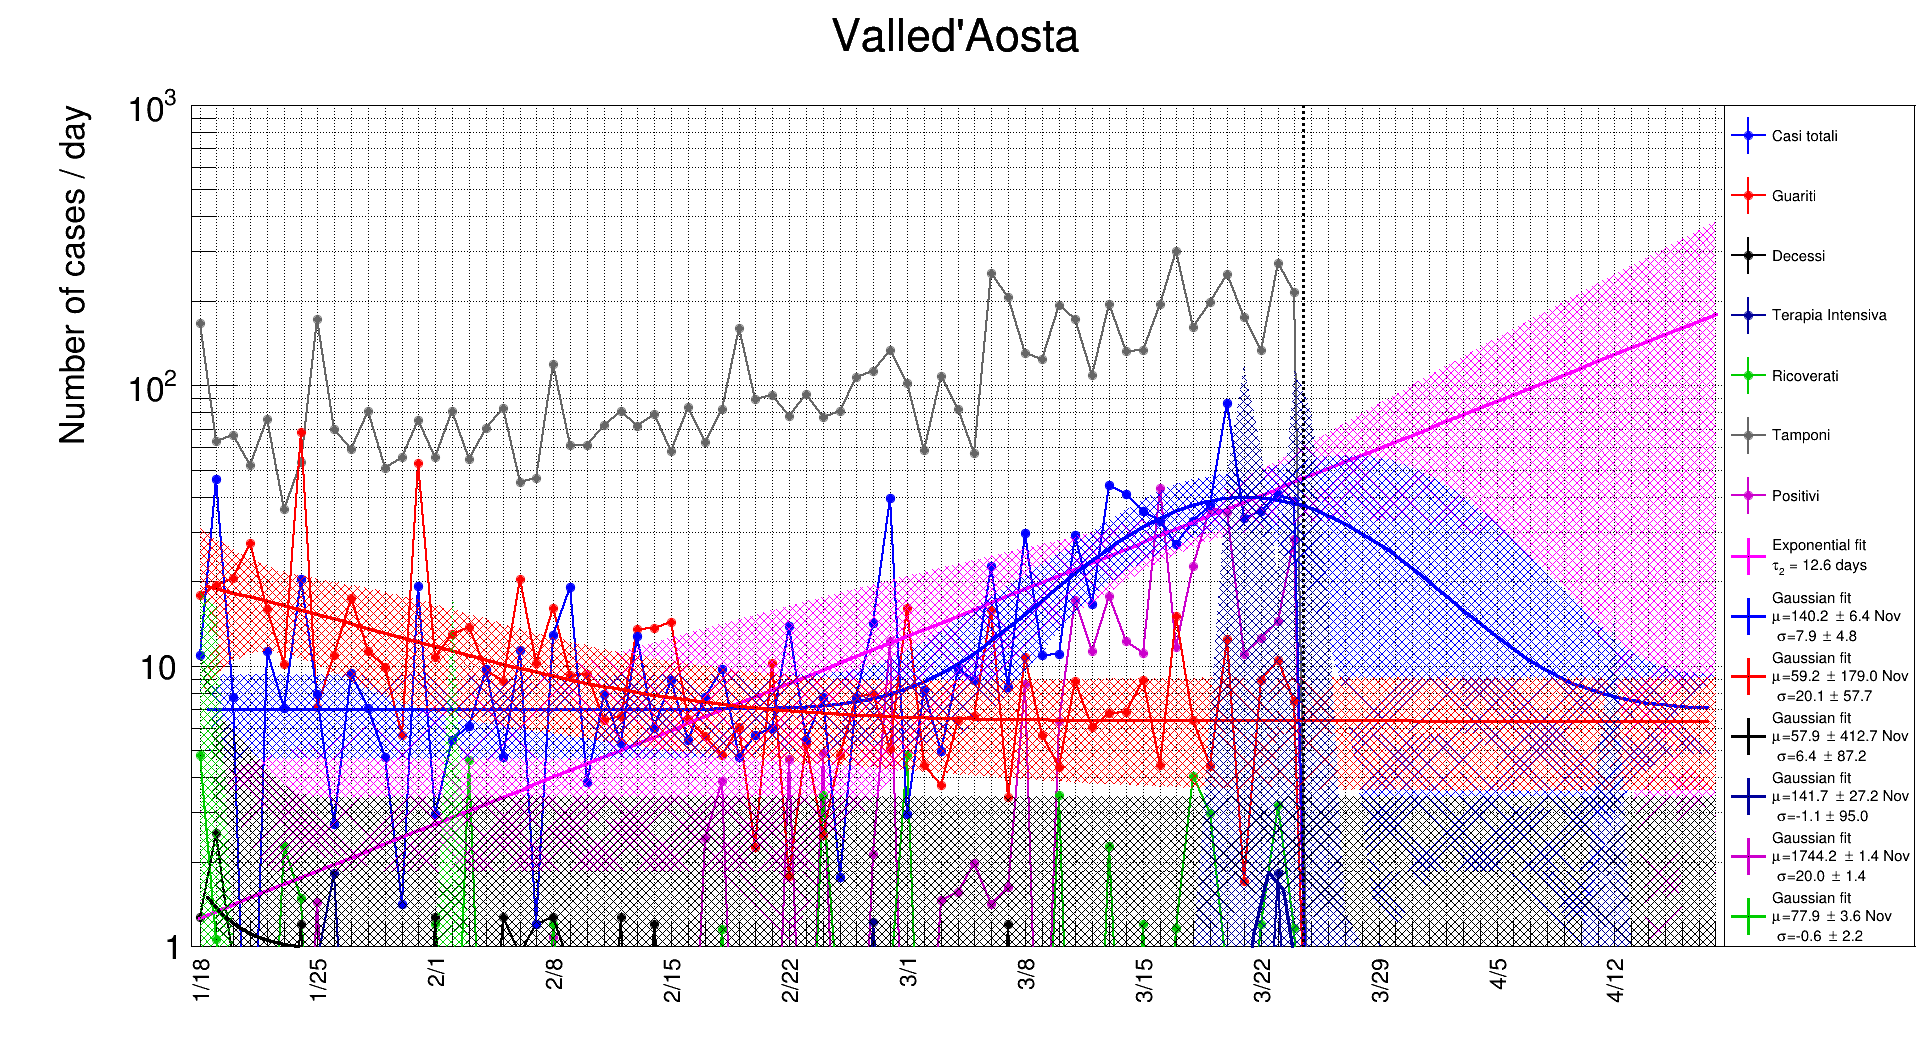 Valled'Aosta
Number of cases / day
10³
10²
10
1
1/18
1/25
2/1
2/8
2/15
2/22
3/1
3/8
3/15
3/22
3/29
4/5
4/12
Casi totali
Guariti
Decessi
Terapia Intensiva
Ricoverati
Tamponi
Positivi
Exponential fit
τ₂ = 12.6 days
Gaussian fit
μ=140.2 ± 6.4 Nov
σ=7.9 ± 4.8
Gaussian fit
μ=59.2 ± 179.0 Nov
σ=20.1 ± 57.7
Gaussian fit
μ=57.9 ± 412.7 Nov
σ=6.4 ± 87.2
Gaussian fit
μ=141.7 ± 27.2 Nov
σ=-1.1 ± 95.0
Gaussian fit
μ=1744.2 ± 1.4 Nov
σ=20.0 ± 1.4
Gaussian fit
μ=77.9 ± 3.6 Nov
σ=-0.6 ± 2.2